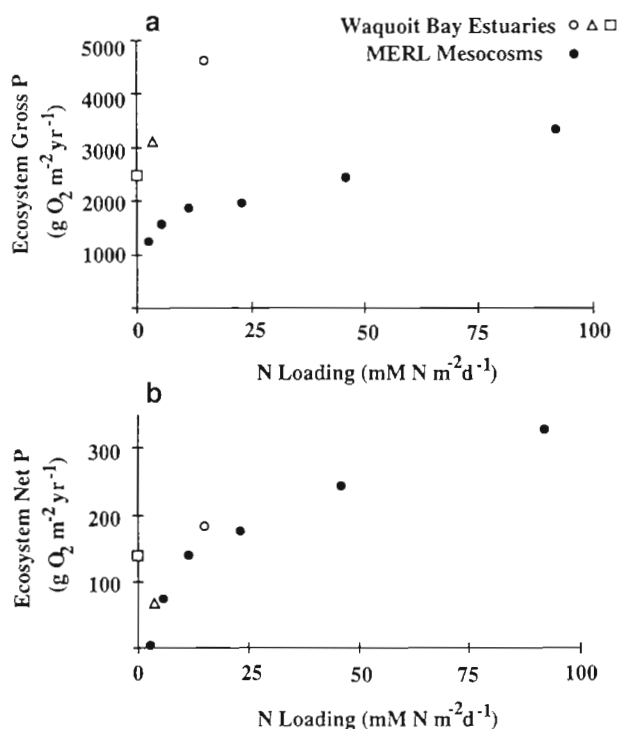 a
Waquoit Bay Estuaries ○ △ □
MERL Mesocosms ●
Ecosystem Gross P
(g O₂ m⁻² yr⁻¹)
5000
4000
3000
2000
1000
0 25 50 75 100
N Loading (mM N m⁻²d⁻¹)
b
Ecosystem Net P
(g O₂ m⁻² yr⁻¹)
300
200
100
0 25 50 75 100
N Loading (mM N m⁻²d⁻¹)